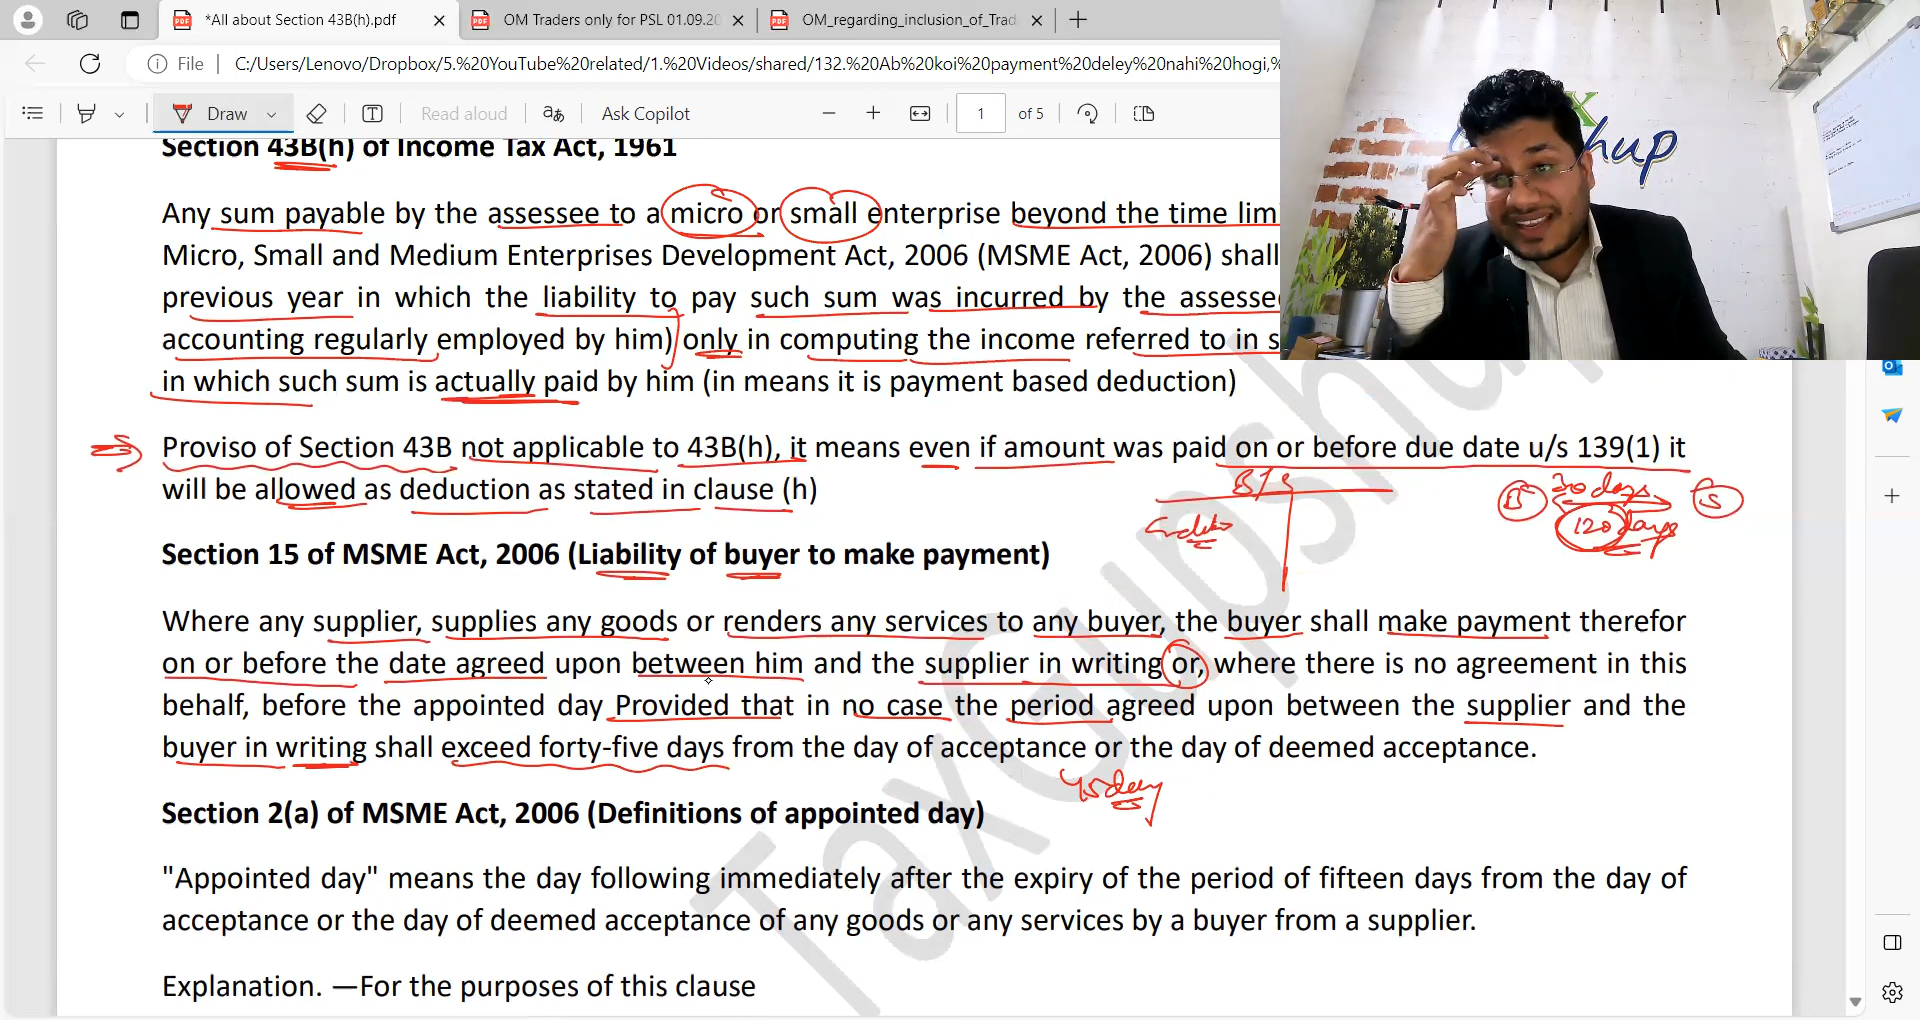 *All about Section 43B(h).pdf
OM Traders only for PSL 01.09.20
OM_regarding_inclusion_of_Trad
File
C:/Users/Lenovo/Dropbox/5.%20YouTube%20related/1.%20Videos/shared/132.%20Ab%20koi%20payment%20deley%20nahi%20hogi,%
Draw
Read aloud
Ask Copilot
1
of 5
hup
Section 43B(h) of Income Tax Act, 1961
Any sum payable by the assessee to a micro or small enterprise beyond the time limi
Micro, Small and Medium Enterprises Development Act, 2006 (MSME Act, 2006) shall
previous year in which the liability to pay such sum was incurred by the assesse
accounting regularly employed by him) only in computing the income referred to in s
in which such sum is actually paid by him (in means it is payment based deduction)
Proviso of Section 43B not applicable to 43B(h), it means even if amount was paid on or before due date u/s 139(1) it
will be allowed as deduction as stated in clause (h)
B/S
30 days
S
120 days
Section 15 of MSME Act, 2006 (Liability of buyer to make payment)
Where any supplier, supplies any goods or renders any services to any buyer, the buyer shall make payment therefor
on or before the date agreed upon between him and the supplier in writing or, where there is no agreement in this
behalf, before the appointed day Provided that in no case the period agreed upon between the supplier and the
buyer in writing shall exceed forty-five days from the day of acceptance or the day of deemed acceptance.
45 day
Section 2(a) of MSME Act, 2006 (Definitions of appointed day)
"Appointed day" means the day following immediately after the expiry of the period of fifteen days from the day of
acceptance or the day of deemed acceptance of any goods or any services by a buyer from a supplier.
Explanation. —For the purposes of this clause
TaxGupshup